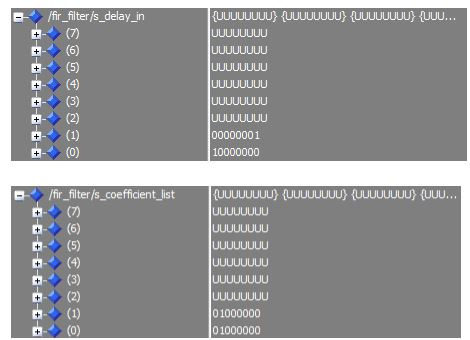 /fir_filter/s_delay_in {UUUUUUUU} {UUUUUUUU} {UUUUUUUU} {UUU...
(7) UUUUUUUU
(6) UUUUUUUU
(5) UUUUUUUU
(4) UUUUUUUU
(3) UUUUUUUU
(2) UUUUUUUU
(1) 00000001
(0) 10000000
/fir_filter/s_coefficient_list {UUUUUUUU} {UUUUUUUU} {UUUUUUUU} {UUU...
(7) UUUUUUUU
(6) UUUUUUUU
(5) UUUUUUUU
(4) UUUUUUUU
(3) UUUUUUUU
(2) UUUUUUUU
(1) 01000000
(0) 01000000